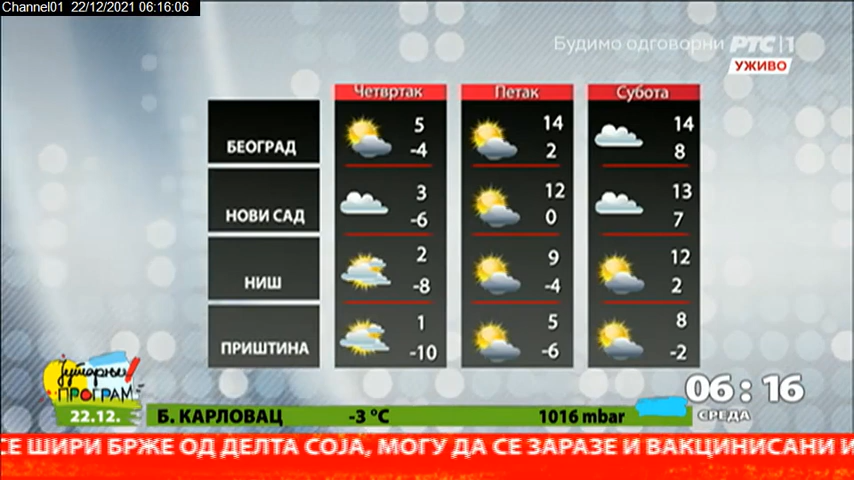 Channel01 22/12/2021 06:16:06
Будимо одговорни РТС|1
УЖИВО
Четвртак Петак Субота
БЕОГРАД 5 14 14
-4 2 8
НОВИ САД 3 12 13
-6 0 7
НИШ 2 9 12
-8 -4 2
ПРИШТИНА 1 5 8
-10 -6 -2
Јутарњи
ПРОГРАМ
06:16
22.12. Б. КАРЛОВАЦ -3 °C 1016 mbar СРЕДА
СЕ ШИРИ БРЖЕ ОД ДЕЛТА СОЈА, МОГУ ДА СЕ ЗАРАЗЕ И ВАКЦИНИСАНИ И